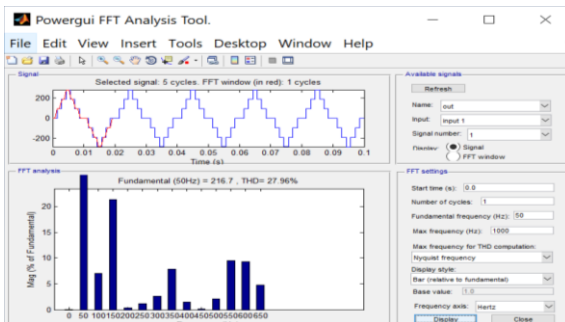 Powergui FFT Analysis Tool.
File Edit View Insert Tools Desktop Window Help
Signal
Selected signal: 5 cycles. FFT window (in red): 1 cycles
200
0
-200
0 0.01 0.02 0.03 0.04 0.05 0.06 0.07 0.08 0.09 0.1
Time (s)
FFT analysis
Fundamental (50Hz) = 216.7 , THD= 27.96%
Mag (% of Fundamental)
20
15
10
5
0
0 50 100150200250300350400450500550600650
Available signals
Refresh
Name: out
Input: input 1
Signal number: 1
Display: Signal
FFT window
FFT settings
Start time (s): 0.0
Number of cycles: 1
Fundamental frequency (Hz): 50
Max frequency (Hz): 1000
Max frequency for THD computation:
Nyquist frequency
Display style:
Bar (relative to fundamental)
Base value: 1.0
Frequency axis: Hertz
Display Close